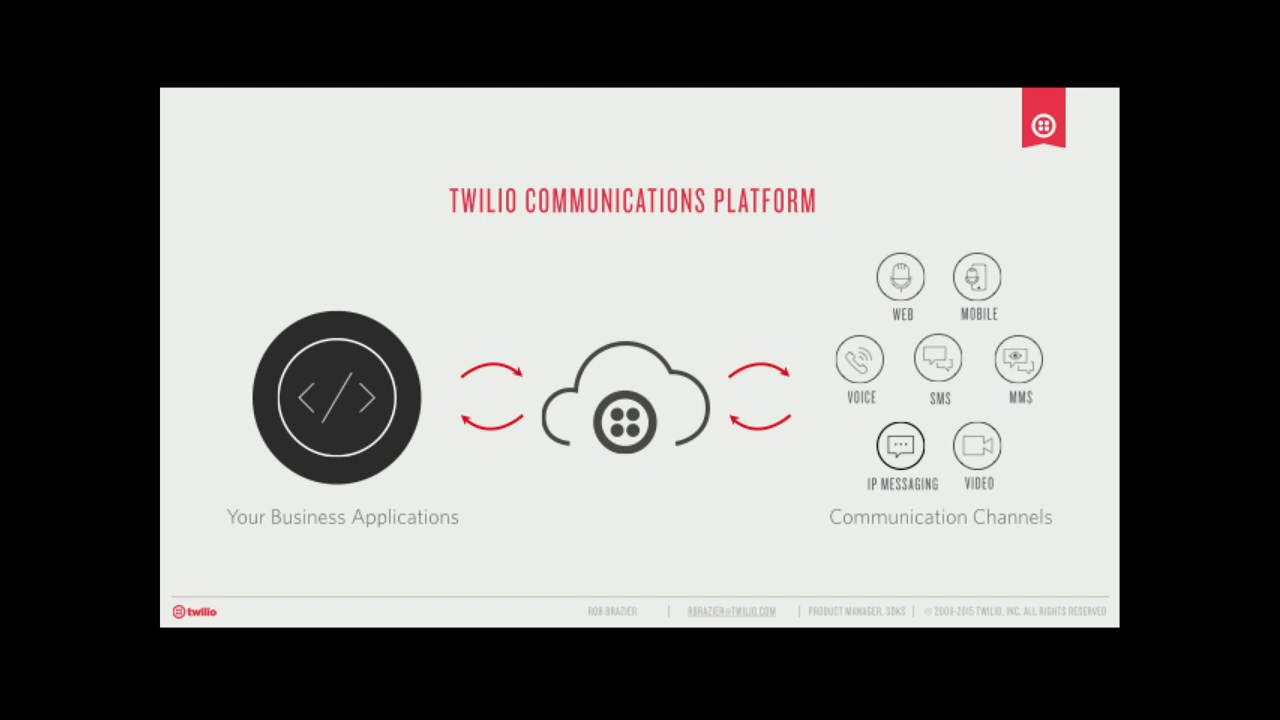 TWILIO COMMUNICATIONS PLATFORM
WEB
MOBILE
VOICE
SMS
MMS
IP MESSAGING
VIDEO
Your Business Applications
Communication Channels
twilio
ROB BRAZIER | RBRAZIER@TWILIO.COM | PRODUCT MANAGER, SDKS | © 2009-2015 TWILIO, INC. ALL RIGHTS RESERVED